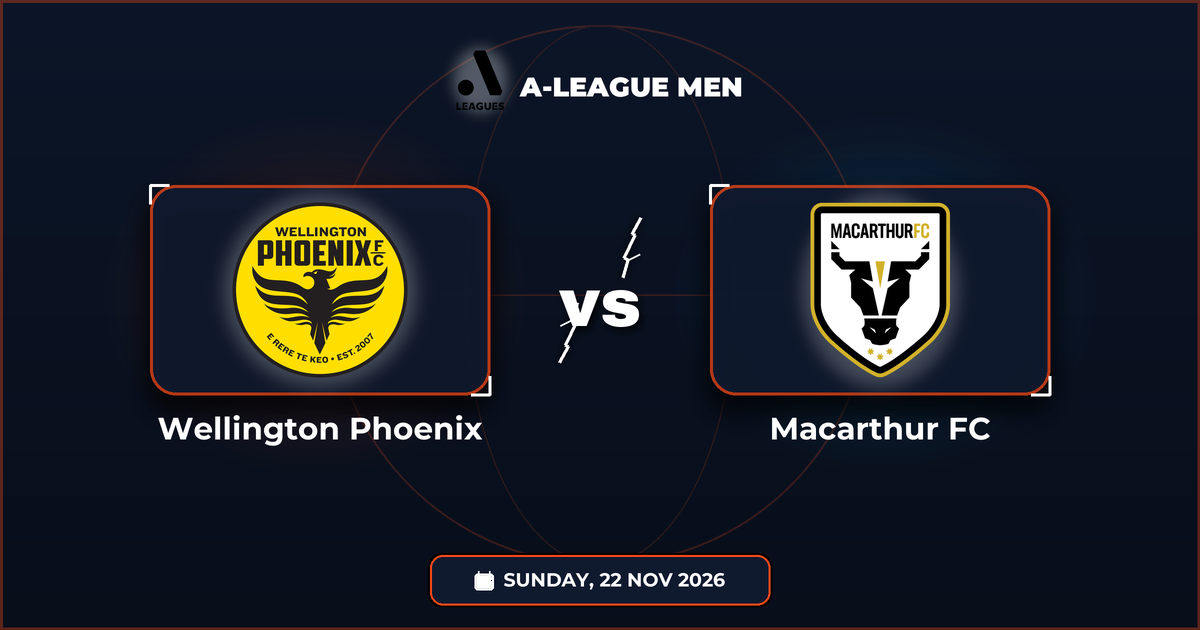 LEAGUES
A-LEAGUE MEN
WELLINGTON
PHOENIX FC
E RERE TE KEO • EST. 2007
MACARTHURFC
VS
Wellington Phoenix
Macarthur FC
SUNDAY, 22 NOV 2026